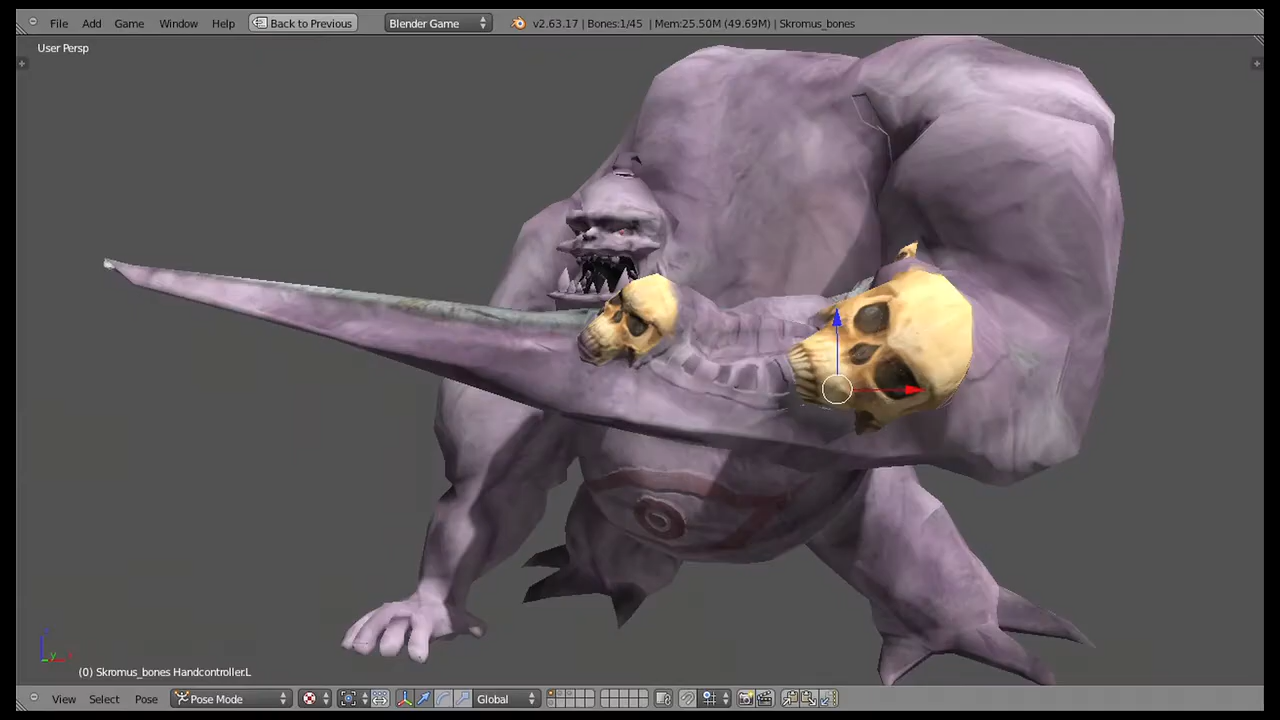 File Add Game Window Help Back to Previous Blender Game v2.63.17 | Bones:1/45 | Mem:25.50M (49.69M) | Skromus_bones
User Persp
(0) Skromus_bones Handcontroller.L
View Select Pose Pose Mode Global